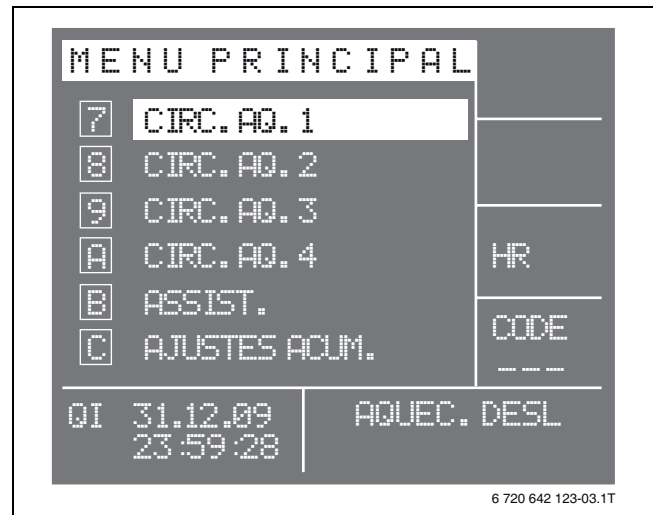 MENU PRINCIPAL
7 CIRC.AQ.1
8 CIRC.AQ.2
9 CIRC.AQ.3
A CIRC.AQ.4
B ASSIST.
C AJUSTES ACUM.
HR
CODE
---
QI 31.12.09
23:59:28
AQUEC. DESL
6 720 642 123-03.1T